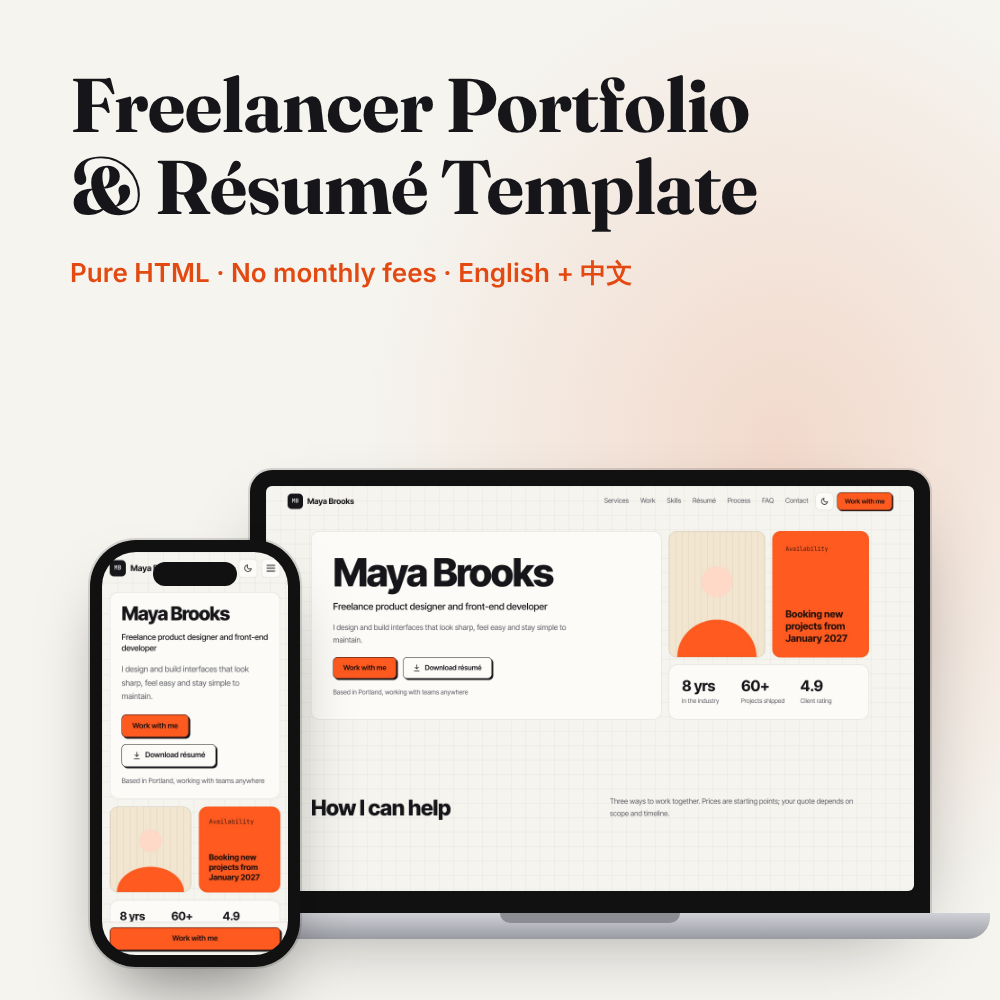 Freelancer Portfolio
& Résumé Template
Pure HTML · No monthly fees · English + 中文
MB Maya Brooks
Services Work Skills Résumé Process FAQ Contact Work with me
Maya Brooks
Freelance product designer and front-end developer
I design and build interfaces that look sharp, feel easy and stay simple to
maintain.
Work with me Download résumé
Based in Portland, working with teams anywhere
Availability
Booking new
projects from
January 2027
8 yrs 60+ 4.9
In the industry Projects shipped Client rating
How I can help
Three ways to work together. Prices are starting points; your quote depends on
scope and timeline.
MB Maya
Maya Brooks
Freelance product designer and front-end
developer
I design and build interfaces that look
sharp, feel easy and stay simple to
maintain.
Work with me
Download résumé
Based in Portland, working with teams anywhere
Availability
Booking new
projects from
January 2027
8 yrs 60+ 4.9
Work with me